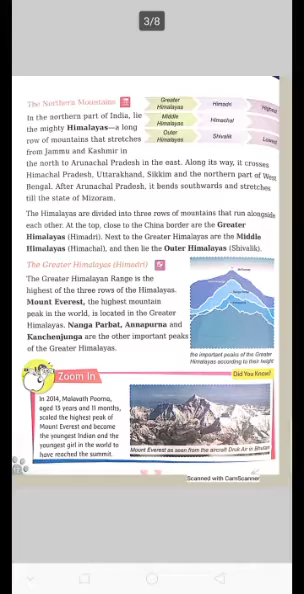 3/8
The Northern Mountains
Greater Himalayas
Himadri
Highest
In the northern part of India, lie
Middle Himalayas
Himachal
the mighty Himalayas—a long
Outer Himalayas
Shivalik
Lowest
row of mountains that stretches
from Jammu and Kashmir in
the north to Arunachal Pradesh in the east. Along its way, it crosses
Himachal Pradesh, Uttarakhand, Sikkim and the northern part of West
Bengal. After Arunachal Pradesh, it bends southwards and stretches
till the state of Mizoram.
The Himalayas are divided into three rows of mountains that run alongside
each other. At the top, close to the China border are the Greater
Himalayas (Himadri). Next to the Greater Himalayas are the Middle
Himalayas (Himachal), and then lie the Outer Himalayas (Shivalik).
The Greater Himalayas (Himadri)
The Greater Himalayan Range is the
highest of the three rows of the Himalayas.
Mount Everest, the highest mountain
peak in the world, is located in the Greater
Himalayas. Nanga Parbat, Annapurna and
Kanchenjunga are the other important peaks
of the Greater Himalayas.
the important peaks of the Greater
Himalayas according to their height
Zoom In
Did You Know?
In 2014, Malavath Poorna,
aged 13 years and 11 months,
scaled the highest peak of
Mount Everest and became
the youngest Indian and the
youngest girl in the world to
have reached the summit.
Mount Everest as seen from the aircraft Druk Air in Bhutan
Scanned with CamScanner